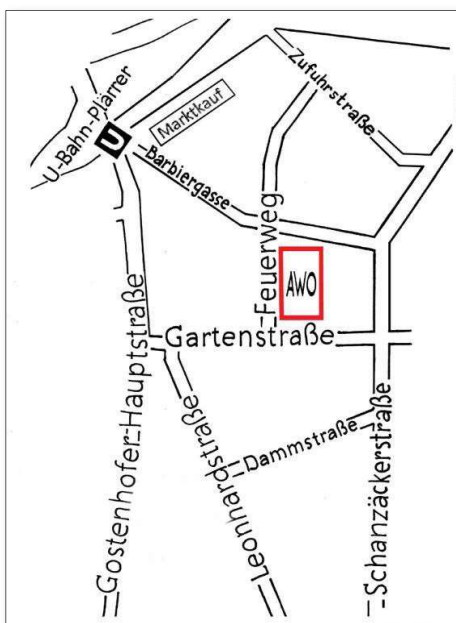 Zufuhrstraße
Marktkauf
U-Bahn-Plärrer
U
Barbiergasse
Feuerweg
AWO
Gartenstraße
Gostenhofer-Hauptstraße
Leonhardstraße
Dammstraße
Schanzäckerstraße